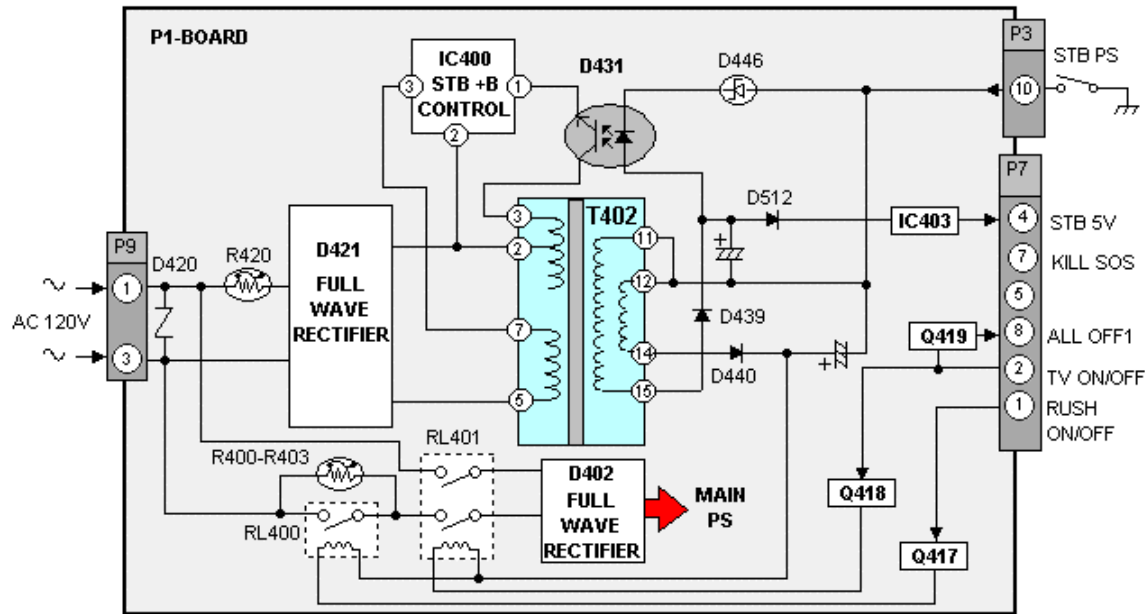 P1-BOARD
IC400
STB +B
CONTROL
3
1
2
D431
D446
P3
10
STB PS
P7
4
STB 5V
7
KILL SOS
5
8
ALL OFF1
2
TV ON/OFF
1
RUSH
ON/OFF
P9
1
3
AC 120V
D420
R420
D421
FULL
WAVE
RECTIFIER
T402
3
2
7
5
11
12
14
15
D512
IC403
D439
D440
Q419
Q418
Q417
R400-R403
RL400
RL401
D402
FULL
WAVE
RECTIFIER
MAIN
PS
+
+